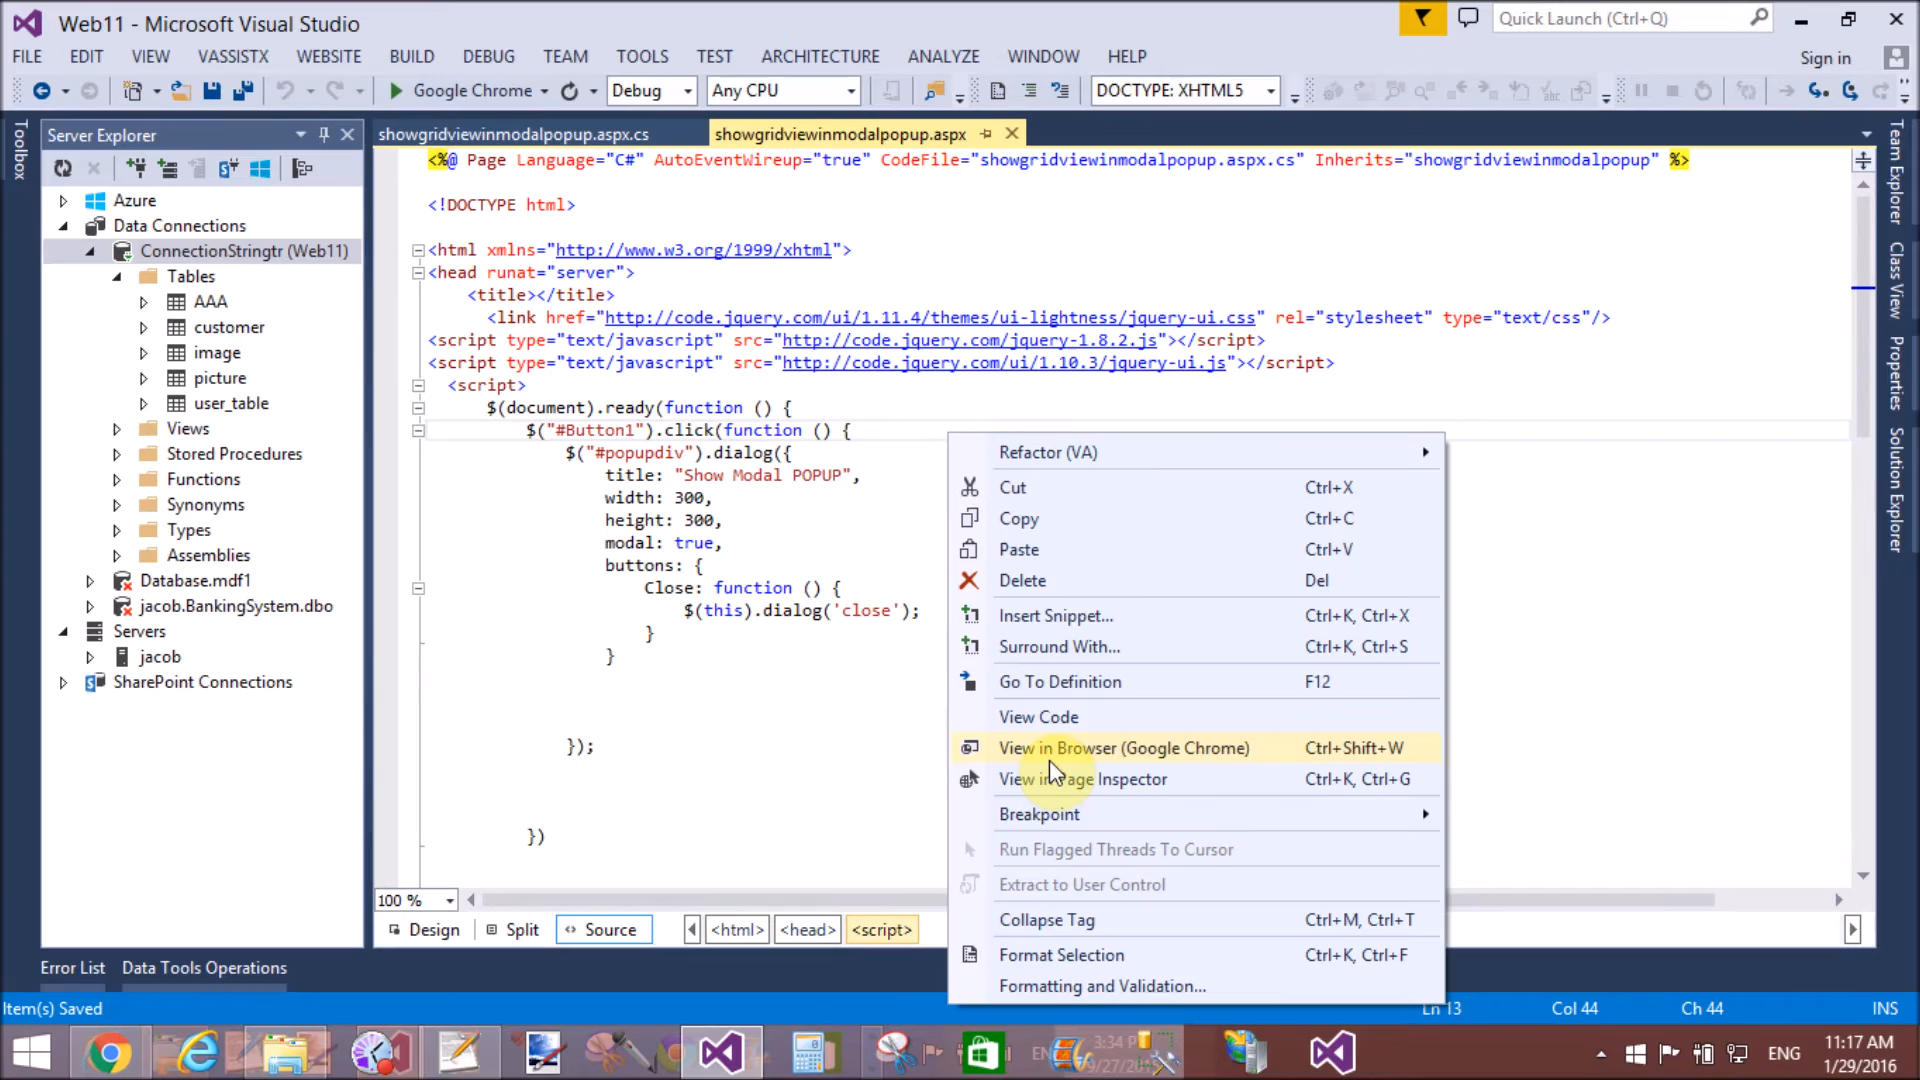 Web11 - Microsoft Visual Studio
Quick Launch (Ctrl+Q)
FILE EDIT VIEW VASSISTX WEBSITE BUILD DEBUG TEAM TOOLS TEST ARCHITECTURE ANALYZE WINDOW HELP
Sign in
Google Chrome Debug Any CPU DOCTYPE: XHTML5
Toolbox
Server Explorer
Azure
Data Connections
ConnectionStringtr (Web11)
Tables
AAA
customer
image
picture
user_table
Views
Stored Procedures
Functions
Synonyms
Types
Assemblies
Database.mdf1
jacob.BankingSystem.dbo
Servers
jacob
SharePoint Connections
showgridviewinmodalpopup.aspx.cs showgridviewinmodalpopup.aspx
<%@ Page Language="C#" AutoEventWireup="true" CodeFile="showgridviewinmodalpopup.aspx.cs" Inherits="showgridviewinmodalpopup" %>
<!DOCTYPE html>
<html xmlns="http://www.w3.org/1999/xhtml">
<head runat="server">
<title></title>
<link href="http://code.jquery.com/ui/1.11.4/themes/ui-lightness/jquery-ui.css" rel="stylesheet" type="text/css"/>
<script type="text/javascript" src="http://code.jquery.com/jquery-1.8.2.js"></script>
<script type="text/javascript" src="http://code.jquery.com/ui/1.10.3/jquery-ui.js"></script>
<script>
$(document).ready(function () {
$("#Button1").click(function () {
$("#popupdiv").dialog({
title: "Show Modal POPUP",
width: 300,
height: 300,
modal: true,
buttons: {
Close: function () {
$(this).dialog('close');
}
}
});
})
Refactor (VA)
Cut Ctrl+X
Copy Ctrl+C
Paste Ctrl+V
Delete Del
Insert Snippet... Ctrl+K, Ctrl+X
Surround With... Ctrl+K, Ctrl+S
Go To Definition F12
View Code
View in Browser (Google Chrome) Ctrl+Shift+W
View in Page Inspector Ctrl+K, Ctrl+G
Breakpoint
Run Flagged Threads To Cursor
Extract to User Control
Collapse Tag Ctrl+M, Ctrl+T
Format Selection Ctrl+K, Ctrl+F
Formatting and Validation...
Team Explorer
Class View
Properties
Solution Explorer
100 %
Design Split Source <html> <head> <script>
Error List Data Tools Operations
Item(s) Saved Ln 13 Col 44 Ch 44 INS
3:34 PM
ENG
11:17 AM
1/29/2016